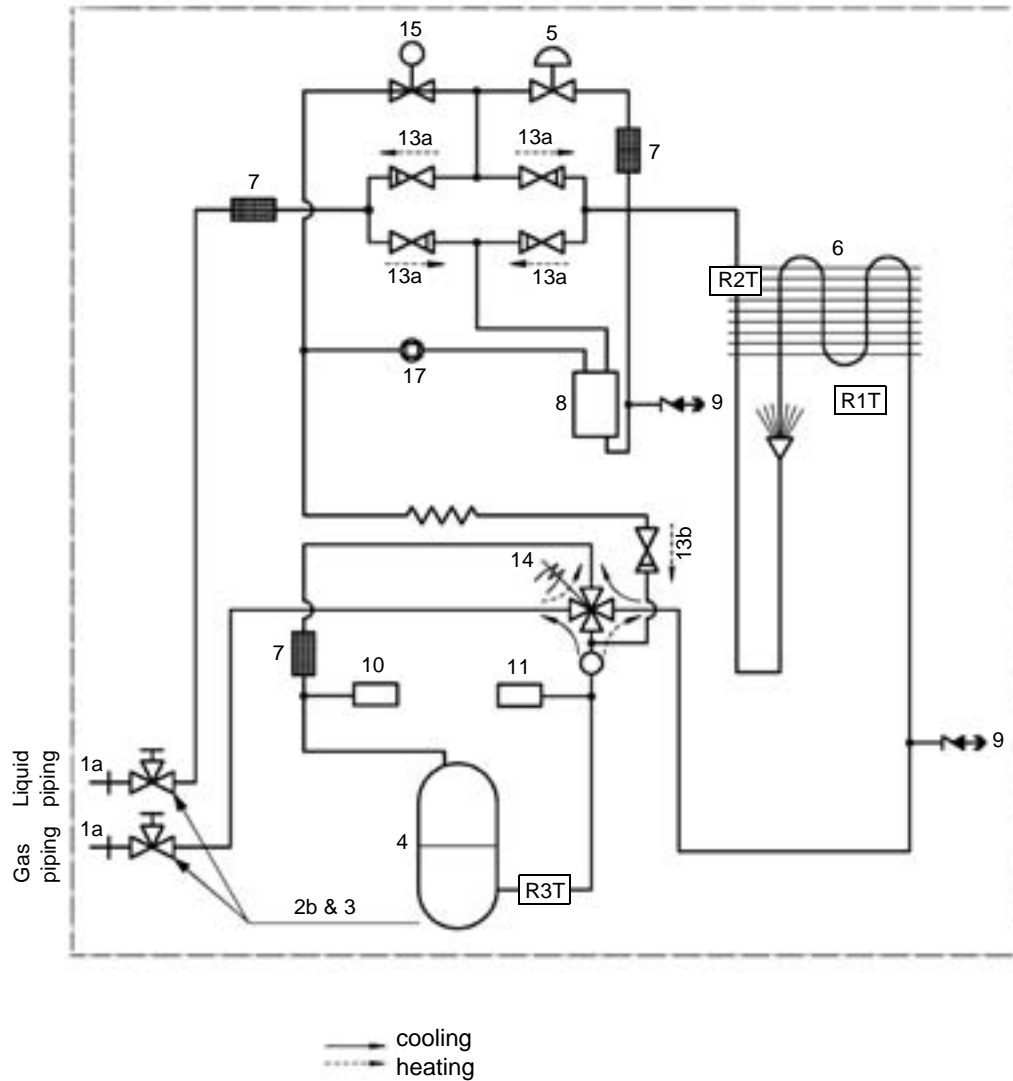 15
5
13a
13a
7
7
6
R2T
13a
13a
17
8
9
R1T
13b
14
7
10
11
9
Liquid
piping
1a
Gas
piping
1a
4
R3T
2b & 3
cooling
heating